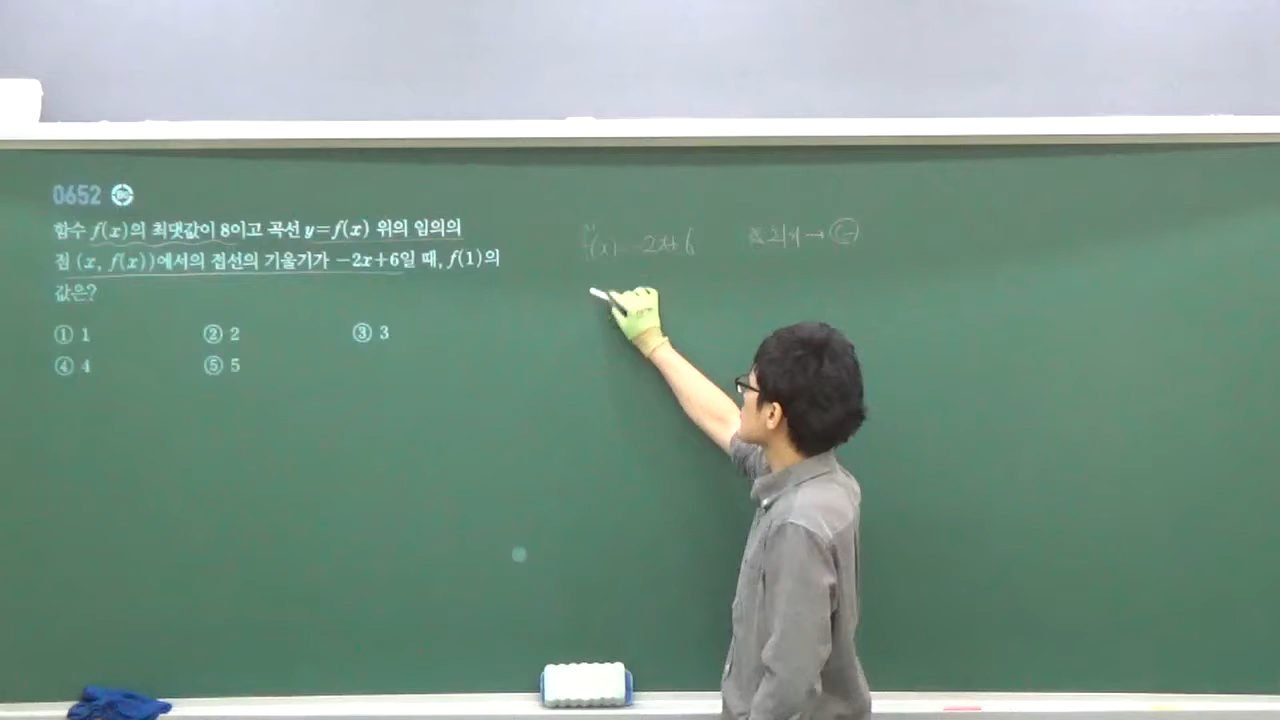 0652
함수 f(x)의 최댓값이 8이고 곡선 y=f(x) 위의 임의의
점 (x, f(x))에서의 접선의 기울기가 -2x+6일 때, f(1)의
값은?
① 1 ② 2 ③ 3
④ 4 ⑤ 5
f'(x) = -2x+6